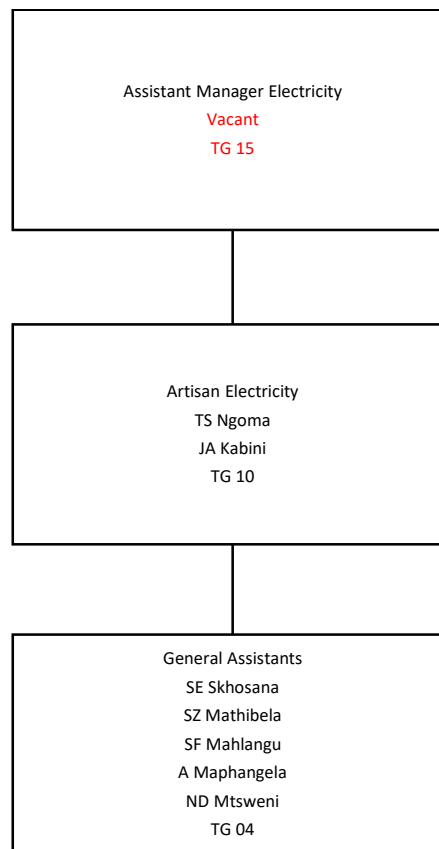 Assistant Manager Electricity
Vacant
TG 15
Artisan Electricity
TS Ngoma
JA Kabini
TG 10
General Assistants
SE Skhosana
SZ Mathibela
SF Mahlangu
A Maphangela
ND Mtsweni
TG 04